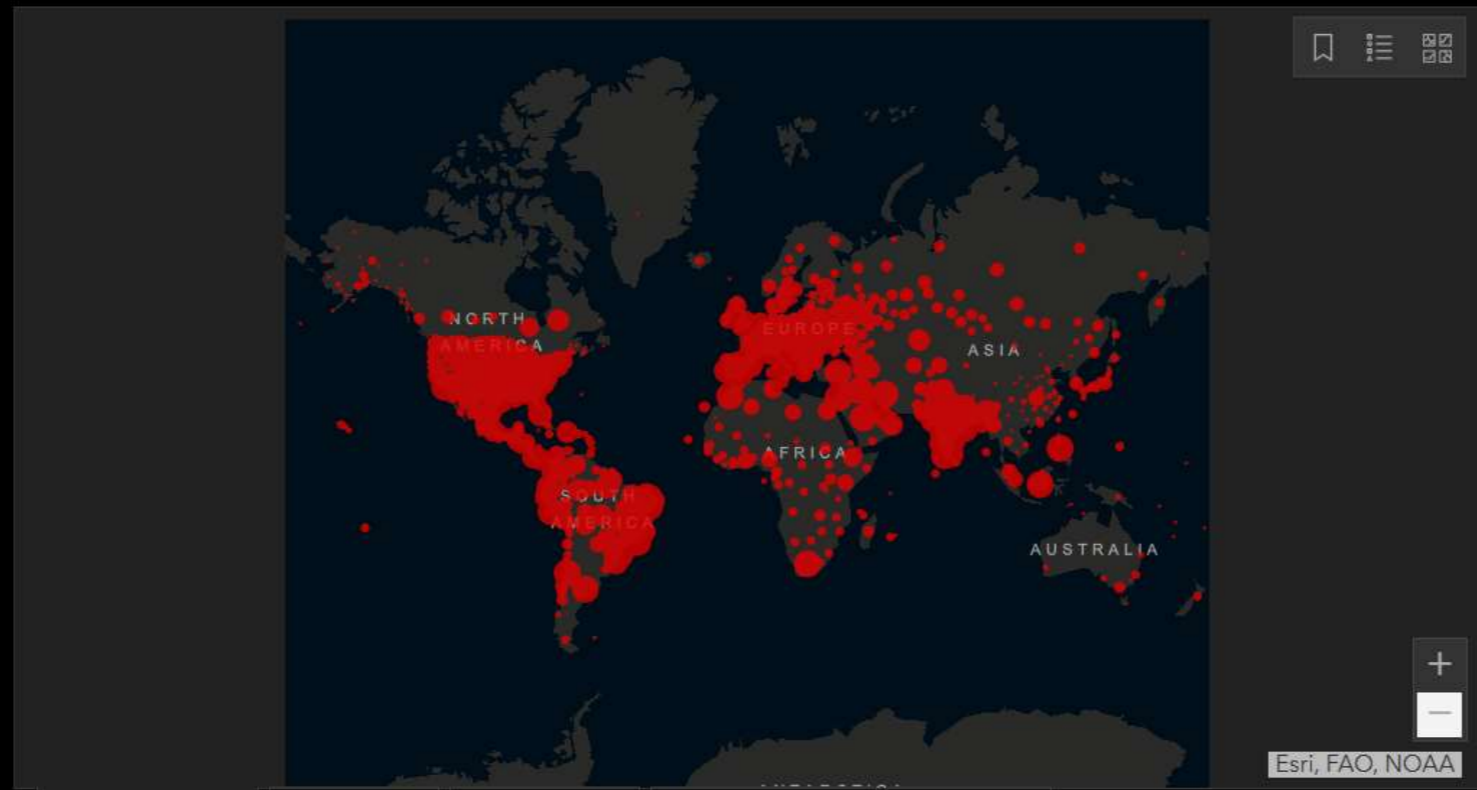 NORTH
AMERICA
EUROPE
ASIA
AFRICA
SOUTH
AMERICA
AUSTRALIA
Esri, FAO, NOAA